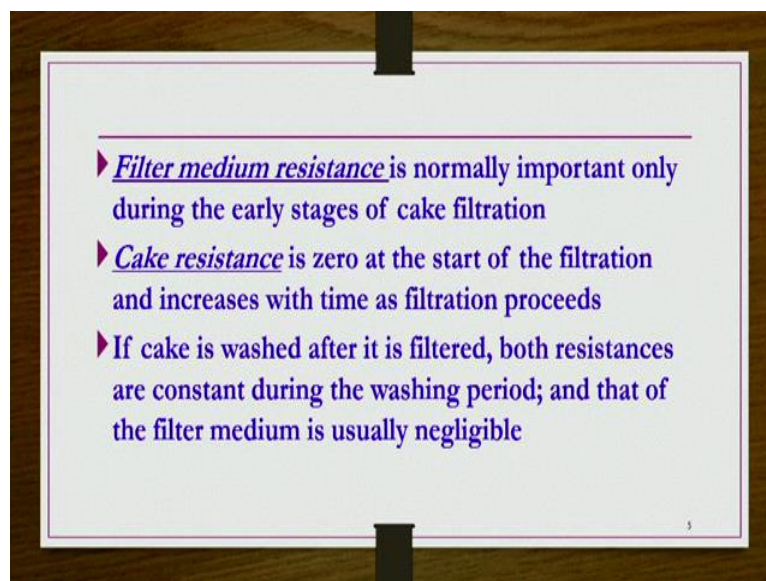 Filter medium resistance is normally important only
during the early stages of cake filtration
Cake resistance is zero at the start of the filtration
and increases with time as filtration proceeds
If cake is washed after it is filtered, both resistances
are constant during the washing period; and that of
the filter medium is usually negligible
5